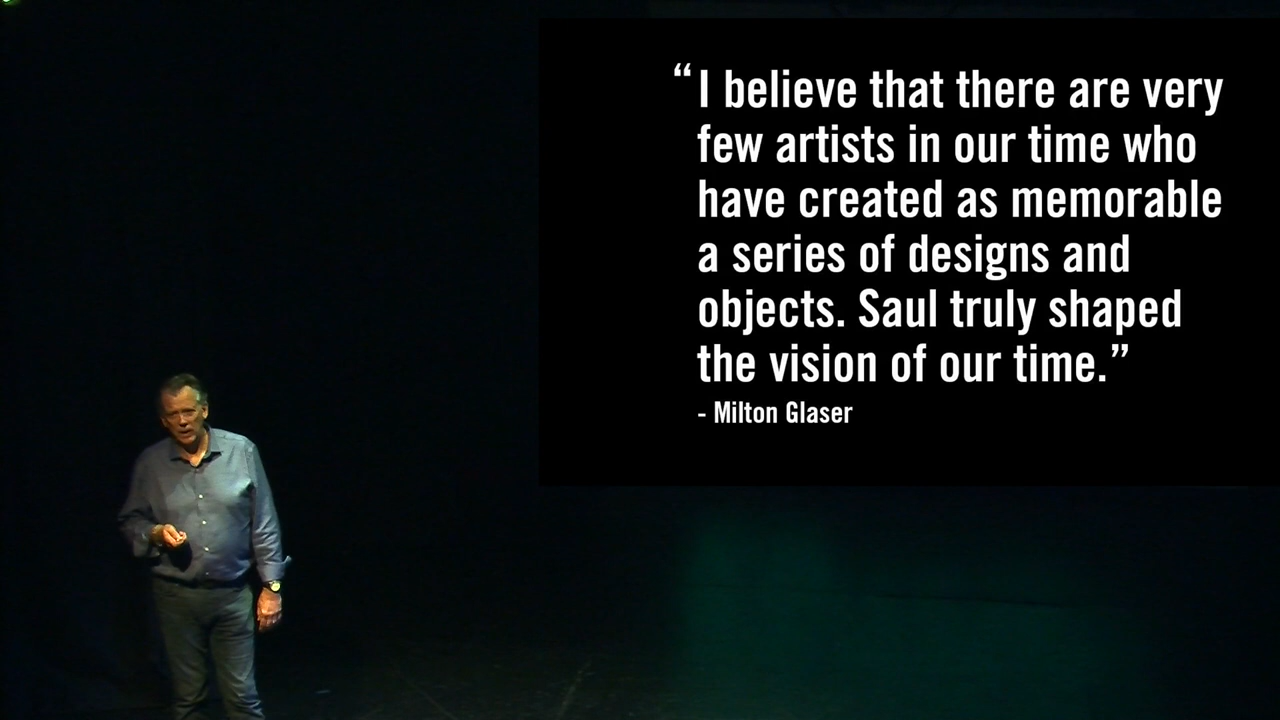 “I believe that there are very
few artists in our time who
have created as memorable
a series of designs and
objects. Saul truly shaped
the vision of our time.”
- Milton Glaser